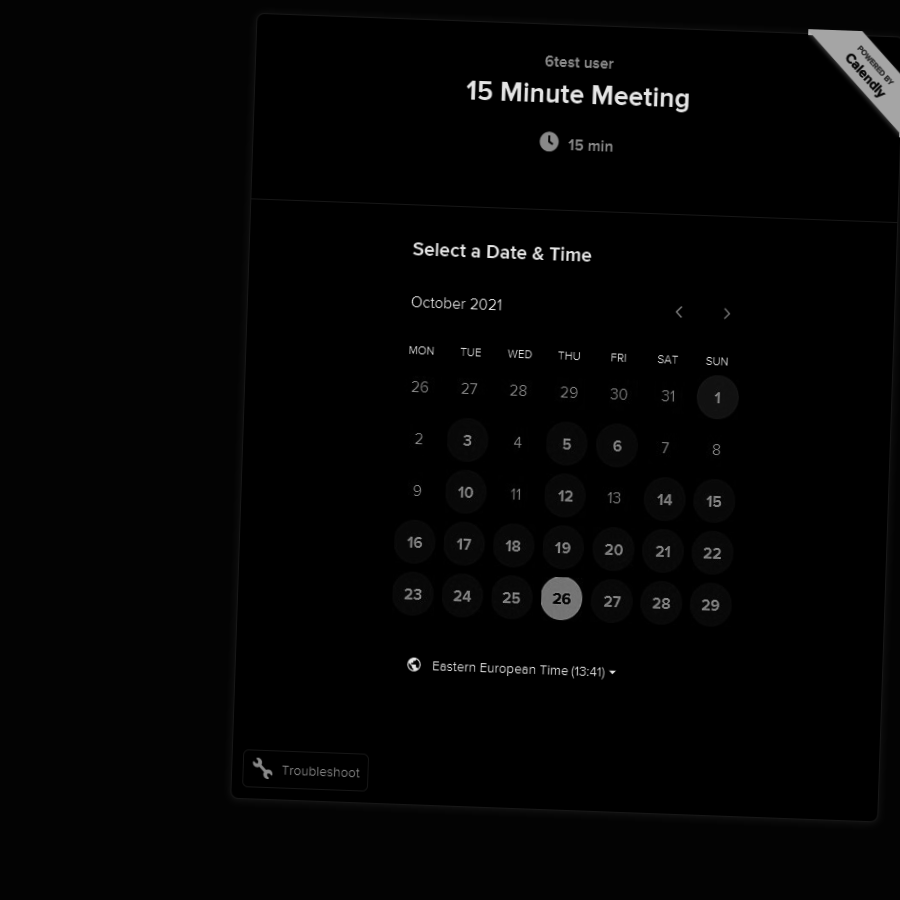 6test user
15 Minute Meeting
15 min
POWERED BY
Calendly
Select a Date & Time
October 2021
MON TUE WED THU FRI SAT SUN
26 27 28 29 30 31 1
2 3 4 5 6 7 8
9 10 11 12 13 14 15
16 17 18 19 20 21 22
23 24 25 26 27 28 29
Eastern European Time (13:41)
Troubleshoot